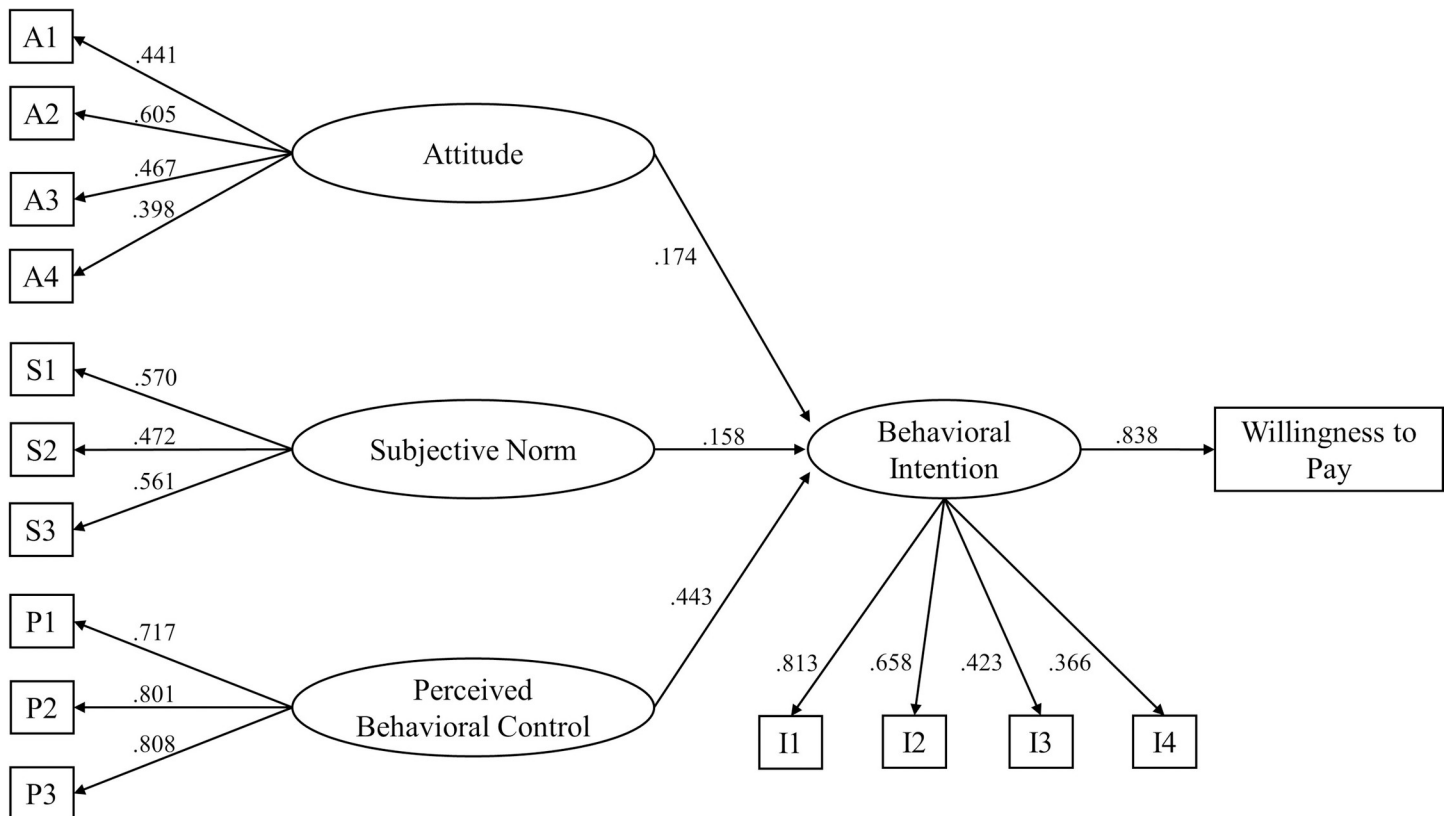 A1
.441
A2
.605
A3
.467
A4
.398
Attitude
.174
S1
.570
S2
.472
S3
.561
Subjective Norm
.158
Behavioral
Intention
.838
Willingness to
Pay
P1
.717
P2
.801
P3
.808
Perceived
Behavioral Control
.443
.813
.658
.423
.366
I1
I2
I3
I4